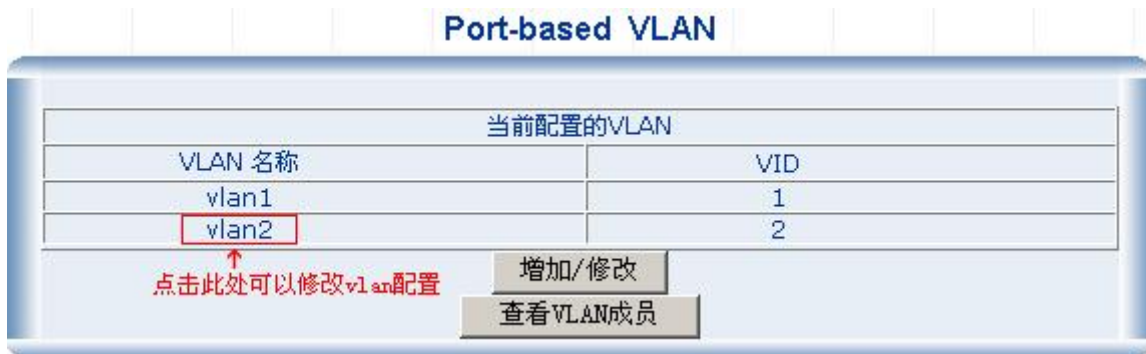 Port-based VLAN
当前配置的VLAN
VLAN 名称 VID
vlan1 1
vlan2 2
增加/修改
点击此处可以修改vlan配置
查看VLAN成员